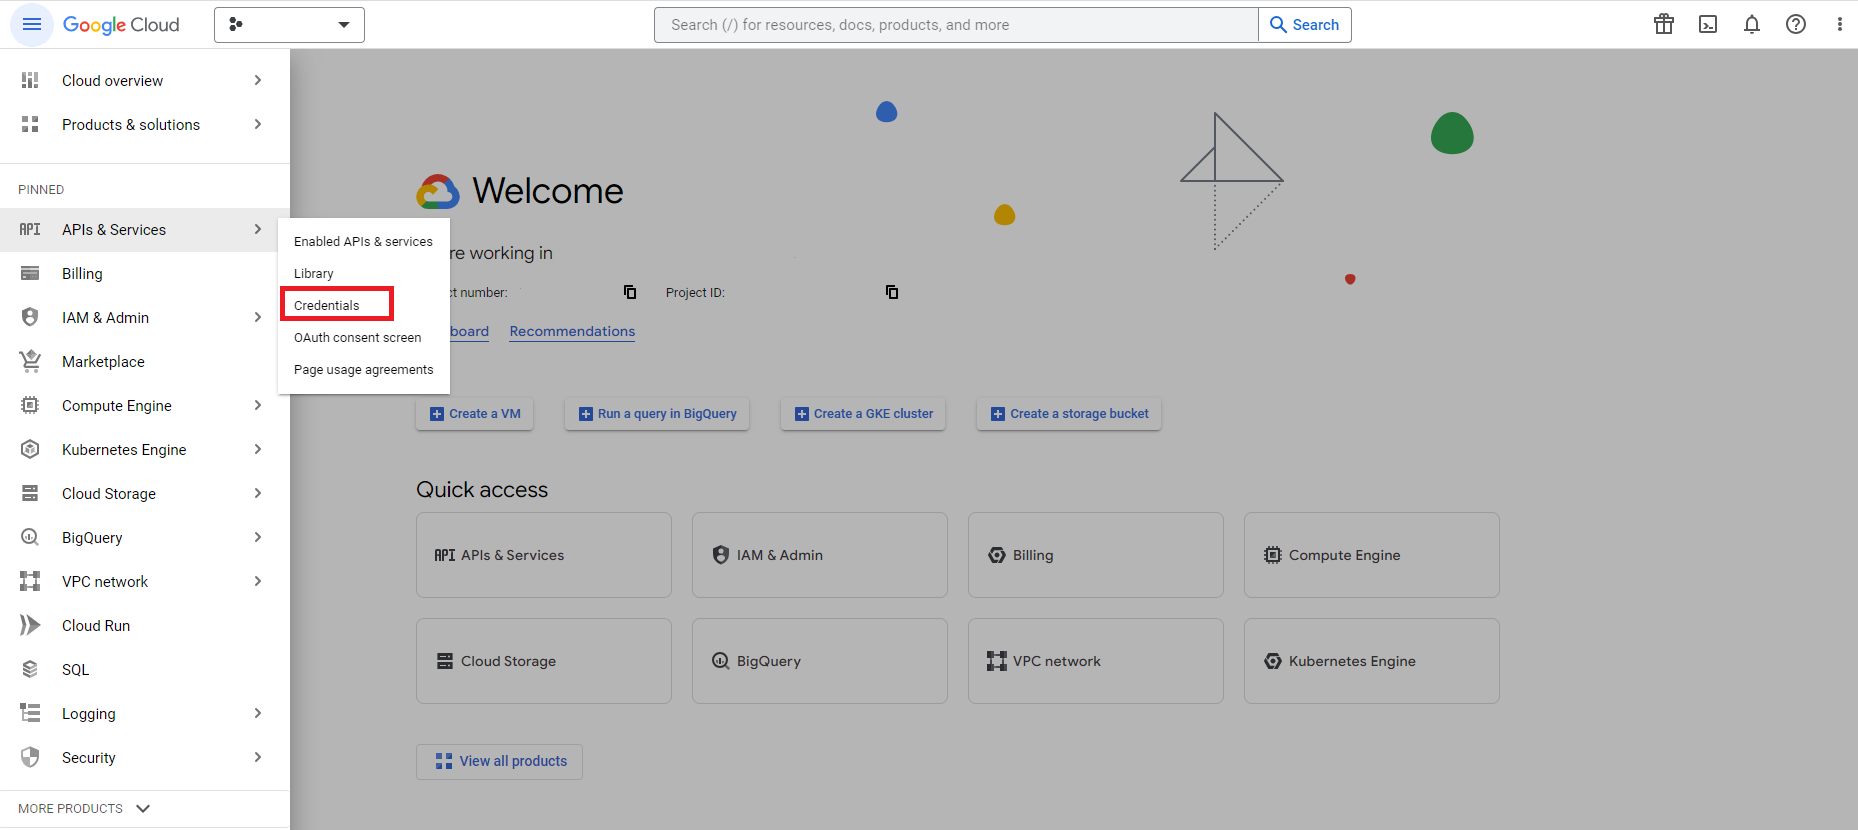 Google Cloud
Search (/) for resources, docs, products, and more
Search
Cloud overview
Products & solutions
PINNED
API APIs & Services
Billing
IAM & Admin
Marketplace
Compute Engine
Kubernetes Engine
Cloud Storage
BigQuery
VPC network
Cloud Run
SQL
Logging
Security
MORE PRODUCTS
Enabled APIs & services
Library
Credentials
OAuth consent screen
Page usage agreements
Welcome
re working in
ct number:
Project ID:
board
Recommendations
Create a VM
Run a query in BigQuery
Create a GKE cluster
Create a storage bucket
Quick access
API APIs & Services
IAM & Admin
Billing
Compute Engine
Cloud Storage
BigQuery
VPC network
Kubernetes Engine
View all products